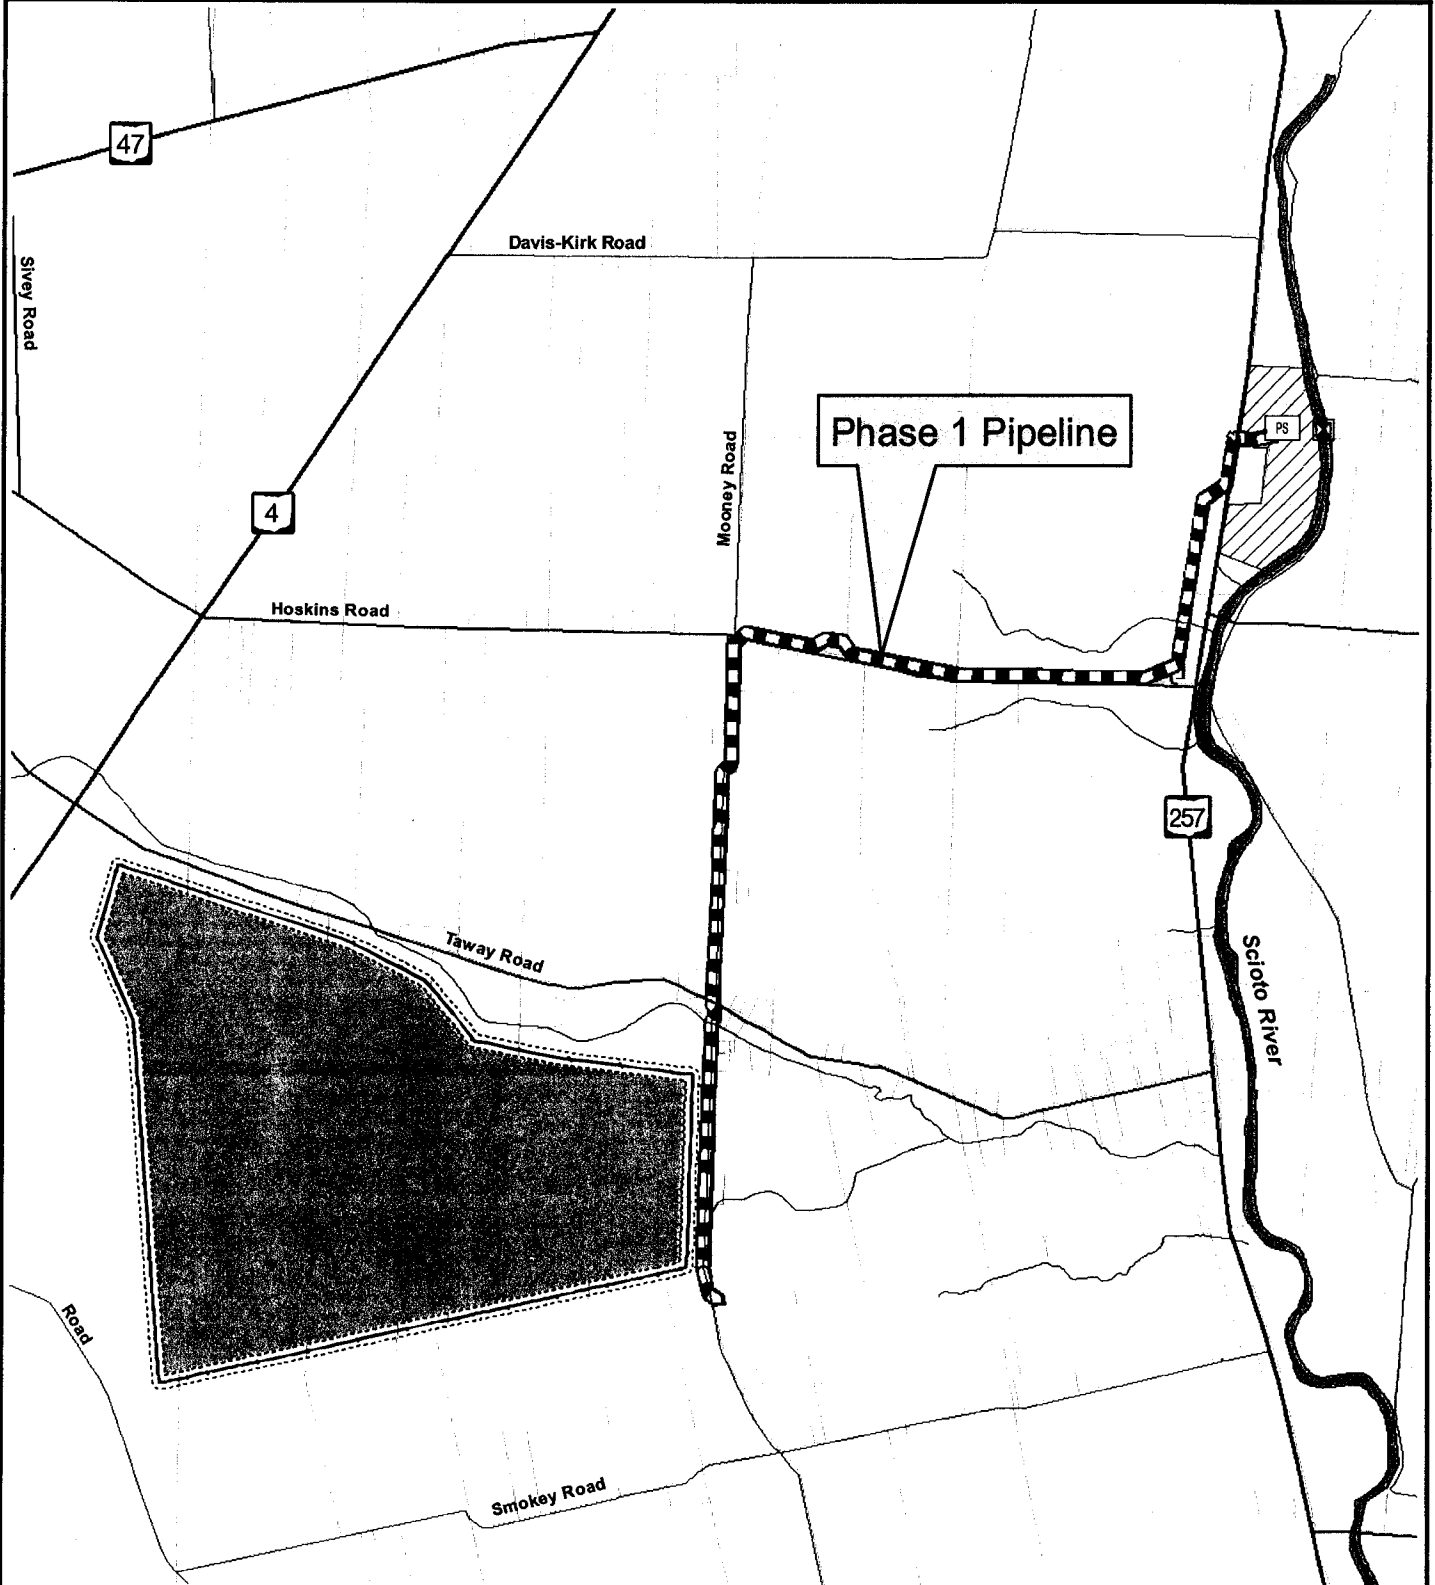 47
Davis-Kirk Road
Sivey Road
Phase 1 Pipeline
PS
Mooney Road
4
Hoskins Road
257
Taway Road
Scioto River
Road
Smokey Road